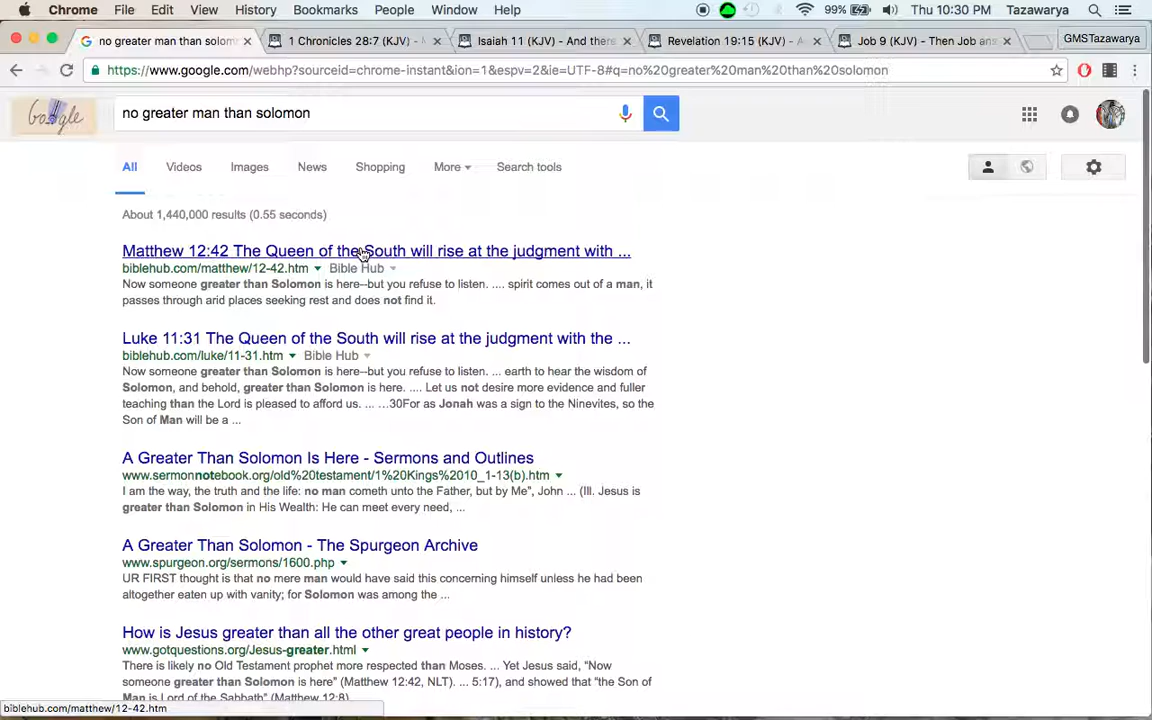 Chrome File Edit View History Bookmarks People Window Help 99% Thu 10:30 PM Tazawarya
no greater man than solom
1 Chronicles 28:7 (KJV) -
Isaiah 11 (KJV) - And there
Revelation 19:15 (KJV) - A
Job 9 (KJV) - Then Job ans
GMSTazawarya
https://www.google.com/webhp?sourceid=chrome-instant&ion=1&espv=2&ie=UTF-8#q=no%20greater%20man%20than%20solomon
Google no greater man than solomon
All Videos Images News Shopping More Search tools
About 1,440,000 results (0.55 seconds)
Matthew 12:42 The Queen of the South will rise at the judgment with ...
biblehub.com/matthew/12-42.htm Bible Hub
Now someone greater than Solomon is here--but you refuse to listen. .... spirit comes out of a man, it
passes through arid places seeking rest and does not find it.
Luke 11:31 The Queen of the South will rise at the judgment with the ...
biblehub.com/luke/11-31.htm Bible Hub
Now someone greater than Solomon is here--but you refuse to listen. ... earth to hear the wisdom of
Solomon, and behold, greater than Solomon is here. .... Let us not desire more evidence and fuller
teaching than the Lord is pleased to afford us. ... …30For as Jonah was a sign to the Ninevites, so the
Son of Man will be a ...
A Greater Than Solomon Is Here - Sermons and Outlines
www.sermonnotebook.org/old%20testament/1%20Kings%2010_1-13(b).htm
I am the way, the truth and the life: no man cometh unto the Father, but by Me", John ... (Ill. Jesus is
greater than Solomon in His Wealth: He can meet every need, ...
A Greater Than Solomon - The Spurgeon Archive
www.spurgeon.org/sermons/1600.php
UR FIRST thought is that no mere man would have said this concerning himself unless he had been
altogether eaten up with vanity; for Solomon was among the ...
How is Jesus greater than all the other great people in history?
www.gotquestions.org/Jesus-greater.html
There is likely no Old Testament prophet more respected than Moses. ... Yet Jesus said, “Now
someone greater than Solomon is here” (Matthew 12:42, NLT). ... 5:17), and showed that “the Son of
Man is Lord of the Sabbath” (Matthew 12:8).
biblehub.com/matthew/12-42.htm